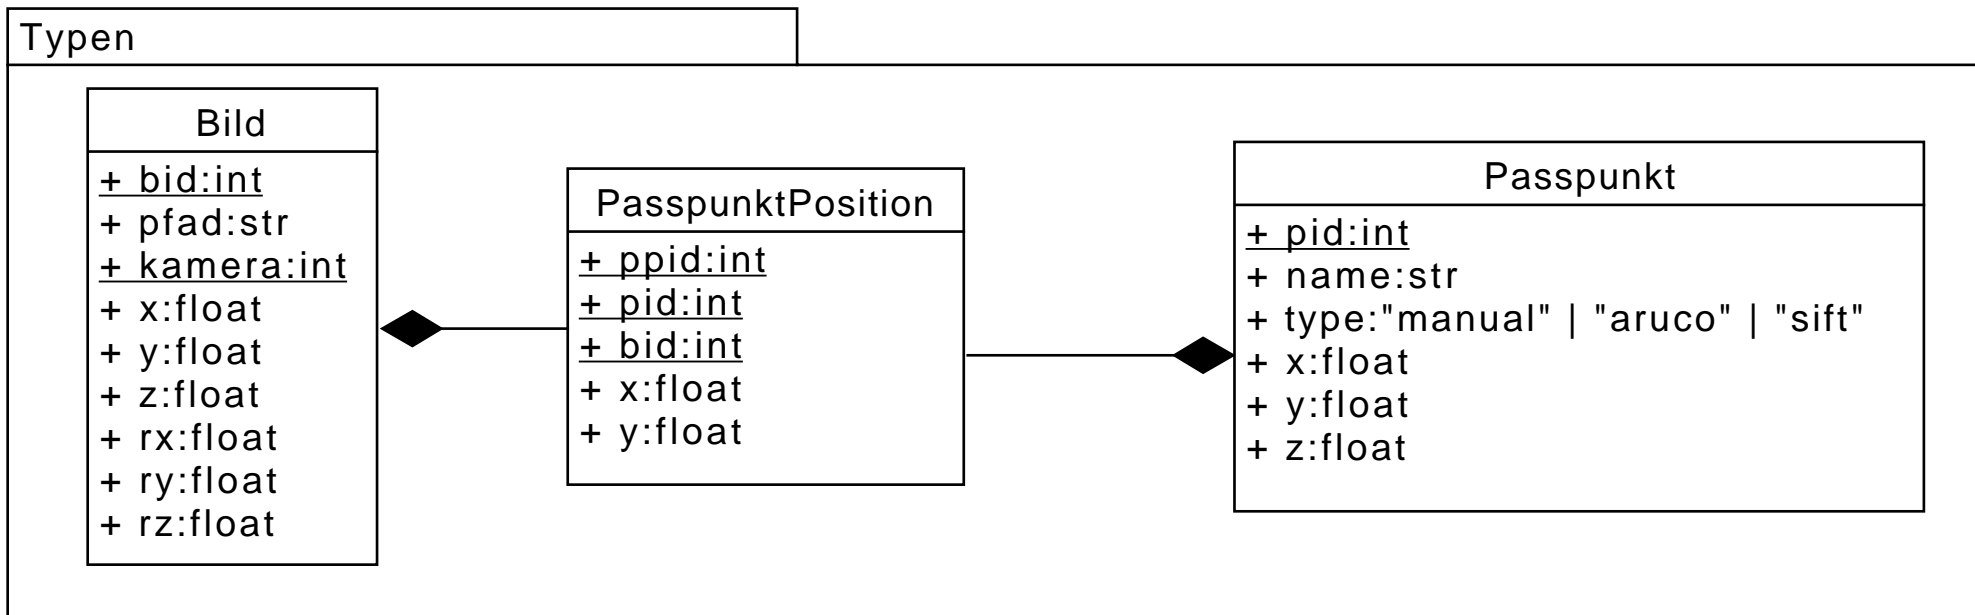 Typen
Bild
+ bid:int
+ pfad:str
+ kamera:int
+ x:float
+ y:float
+ z:float
+ rx:float
+ ry:float
+ rz:float
PasspunktPosition
+ ppid:int
+ pid:int
+ bid:int
+ x:float
+ y:float
Passpunkt
+ pid:int
+ name:str
+ type:"manual" | "aruco" | "sift"
+ x:float
+ y:float
+ z:float